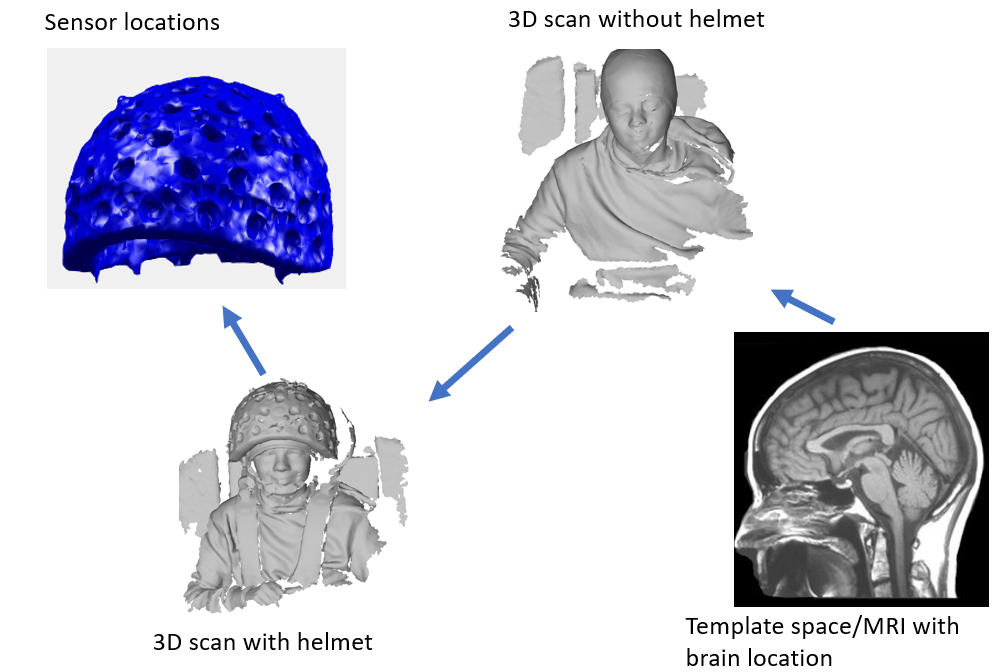 Sensor locations
3D scan without helmet
3D scan with helmet
Template space/MRI with
brain location